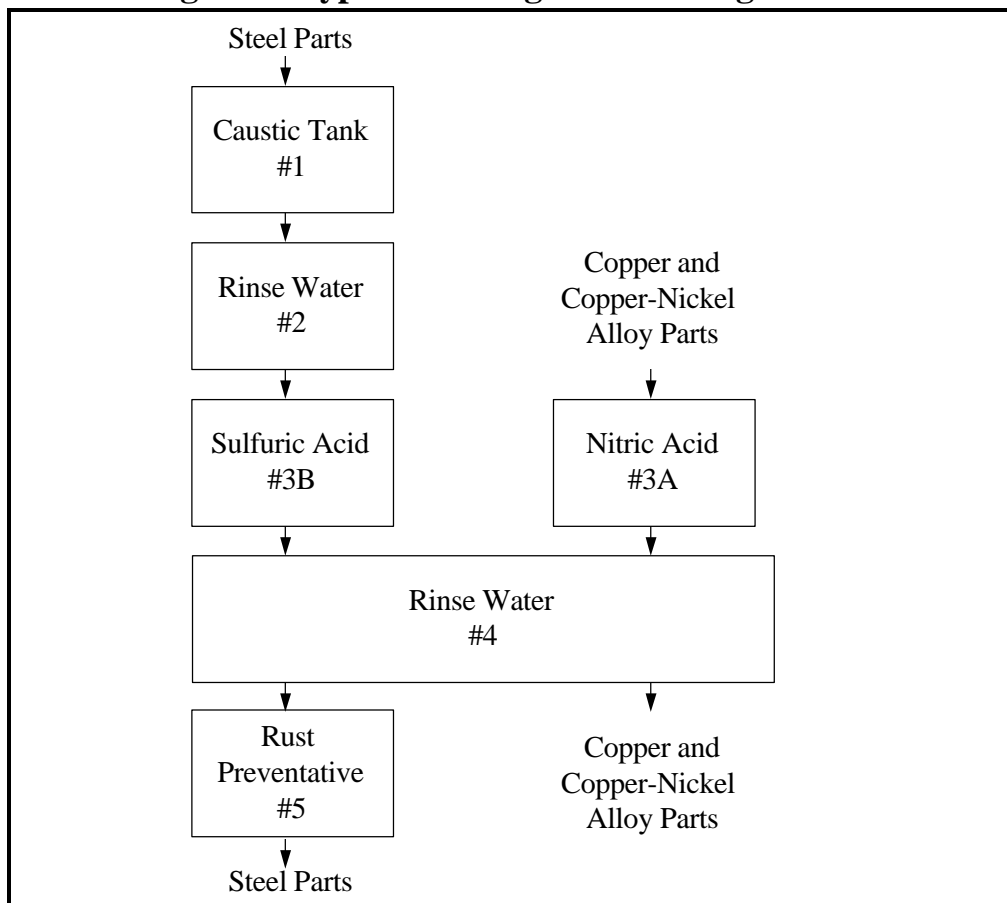 Steel Parts
Caustic Tank
#1
Rinse Water
#2
Copper and
Copper-Nickel
Alloy Parts
Sulfuric Acid
#3B
Nitric Acid
#3A
Rinse Water
#4
Rust
Preventative
#5
Copper and
Copper-Nickel
Alloy Parts
Steel Parts